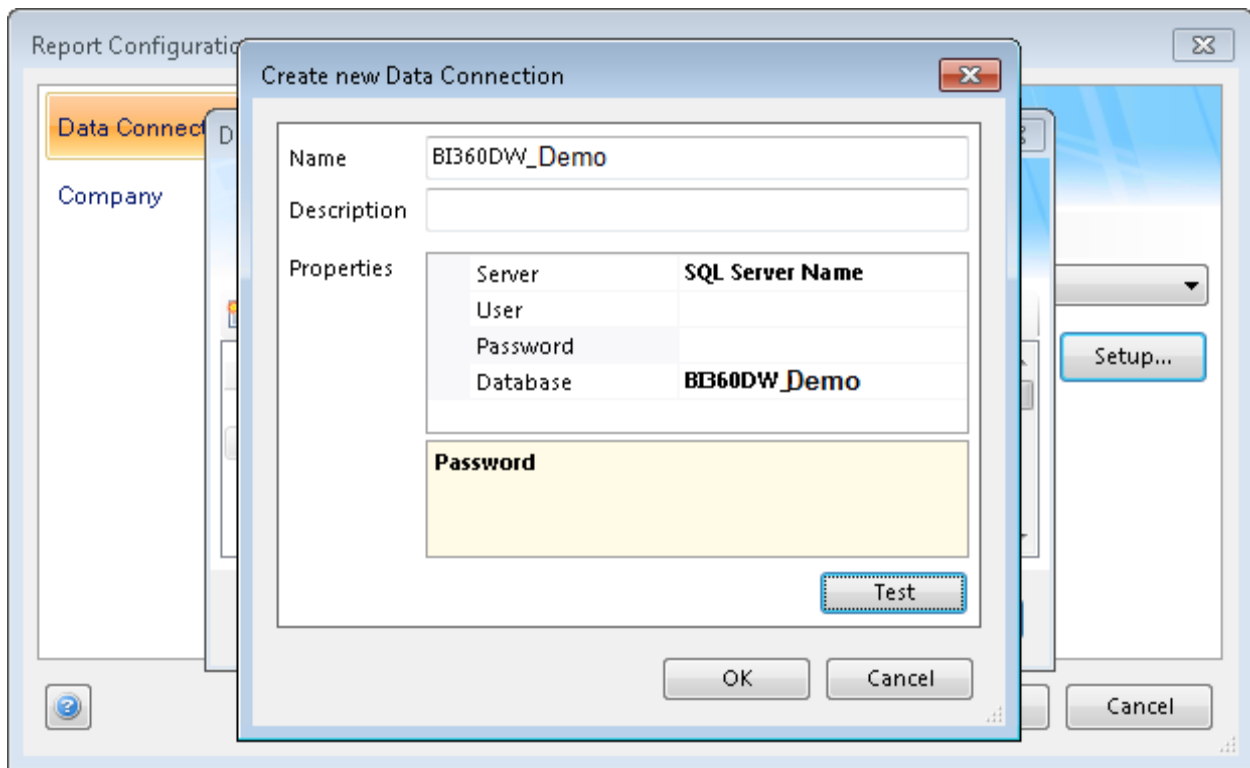 Report Configuratio
Create new Data Connection
Data Connect
D
Company
Name BI360DW_Demo
Description
Properties
Server SQL Server Name
User
Password
Database BI360DW_Demo
Setup...
Password
Test
OK Cancel
Cancel